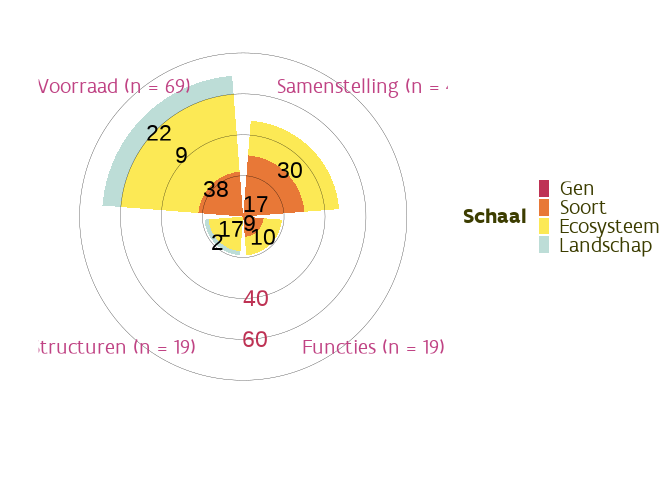 Voorraad (n = 69)
Samenstelling (n =
22
9
30
38
17
9
17
10
2
40
60
Functies (n = 19)
tructuren (n = 19)
Schaal
Gen
Soort
Ecosysteem
Landschap